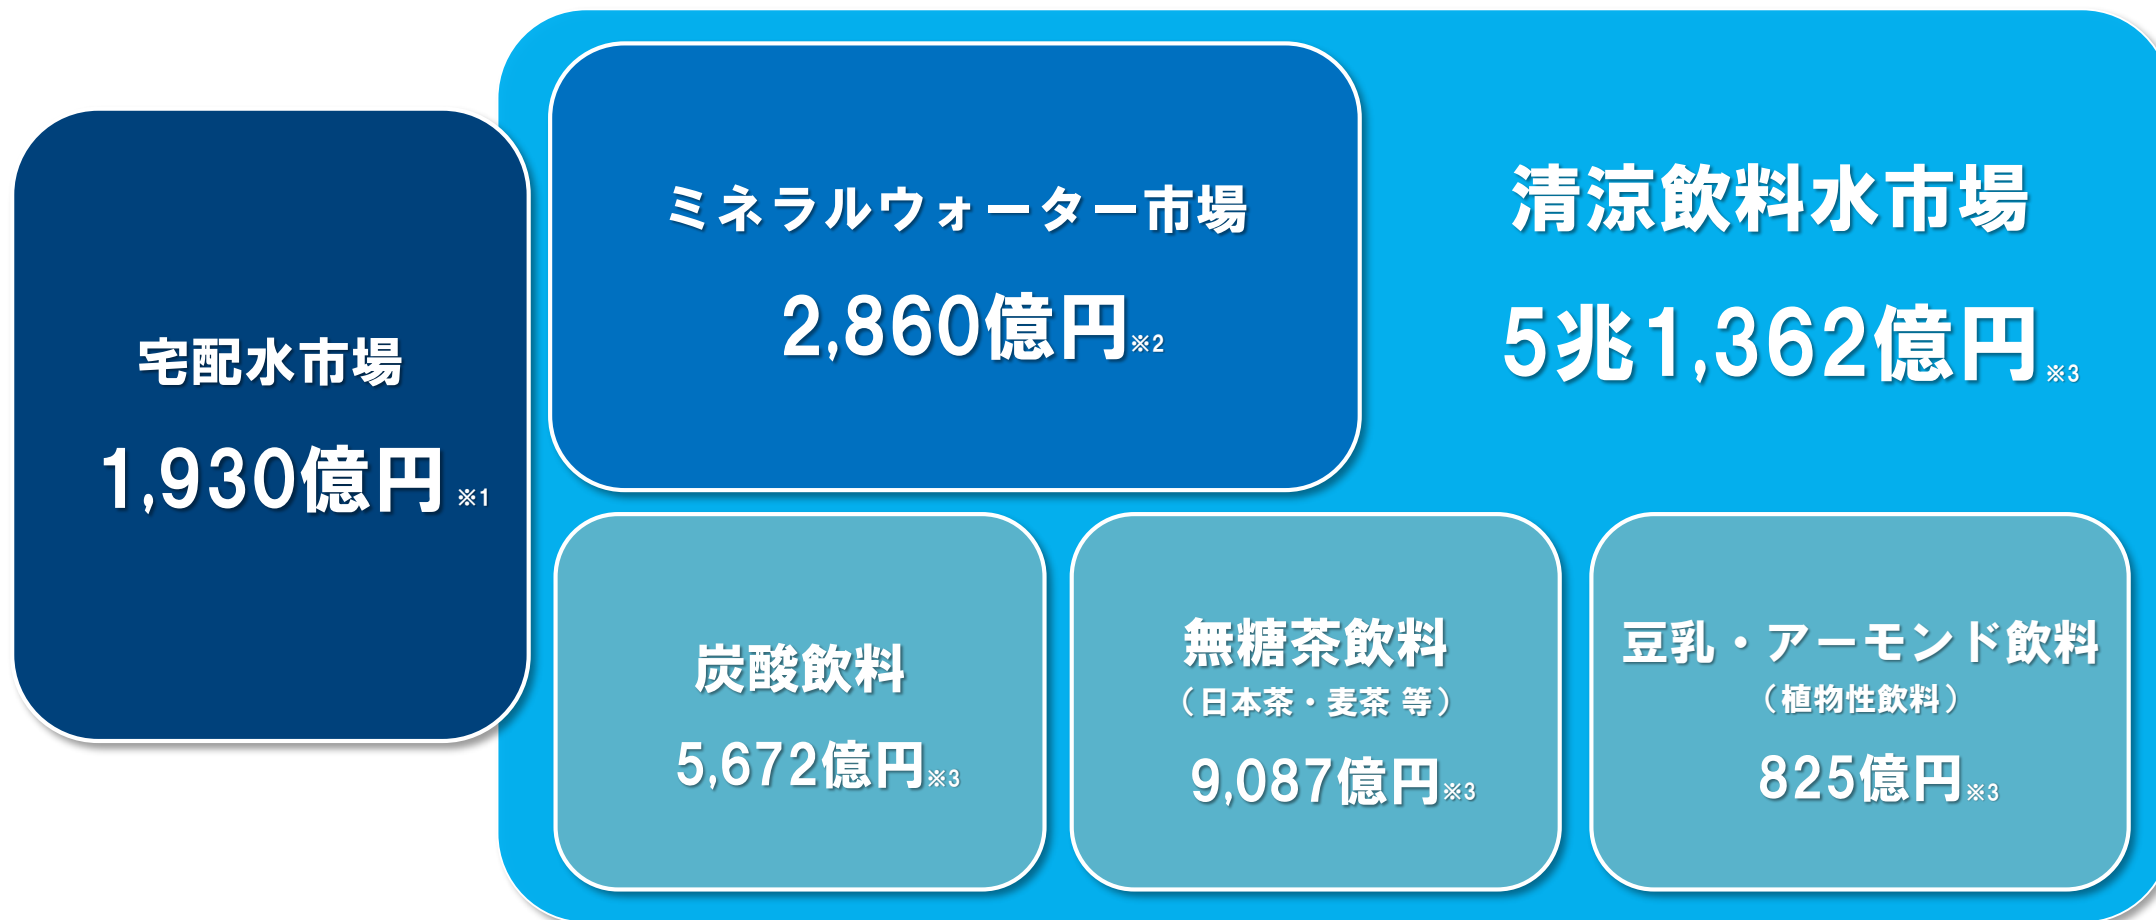 宅配水市場
1,930億円 ※1
ミネラルウォーター市場
2,860億円※2
清涼飲料水市場
5兆1,362億円※3
炭酸飲料
5,672億円※3
無糖茶飲料
（日本茶・麦茶 等）
9,087億円※3
豆乳・アーモンド飲料
（植物性飲料）
825億円※3